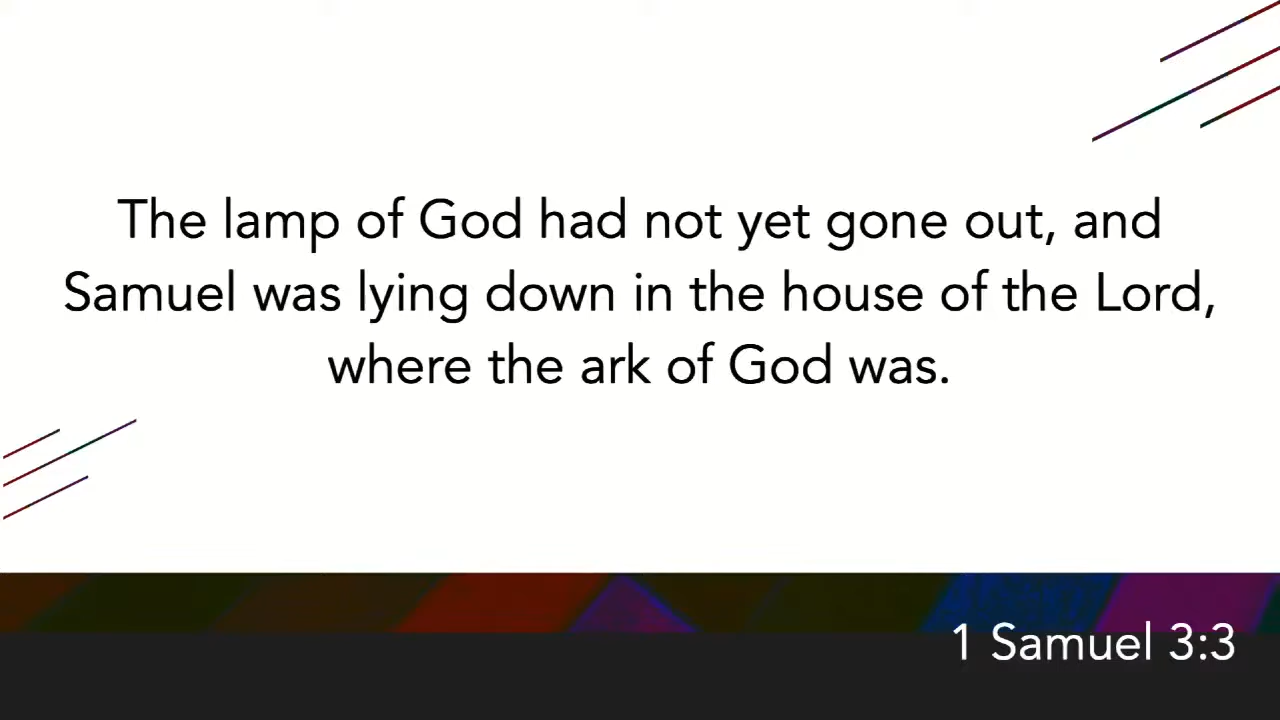 The lamp of God had not yet gone out, and
Samuel was lying down in the house of the Lord,
where the ark of God was.
1 Samuel 3:3